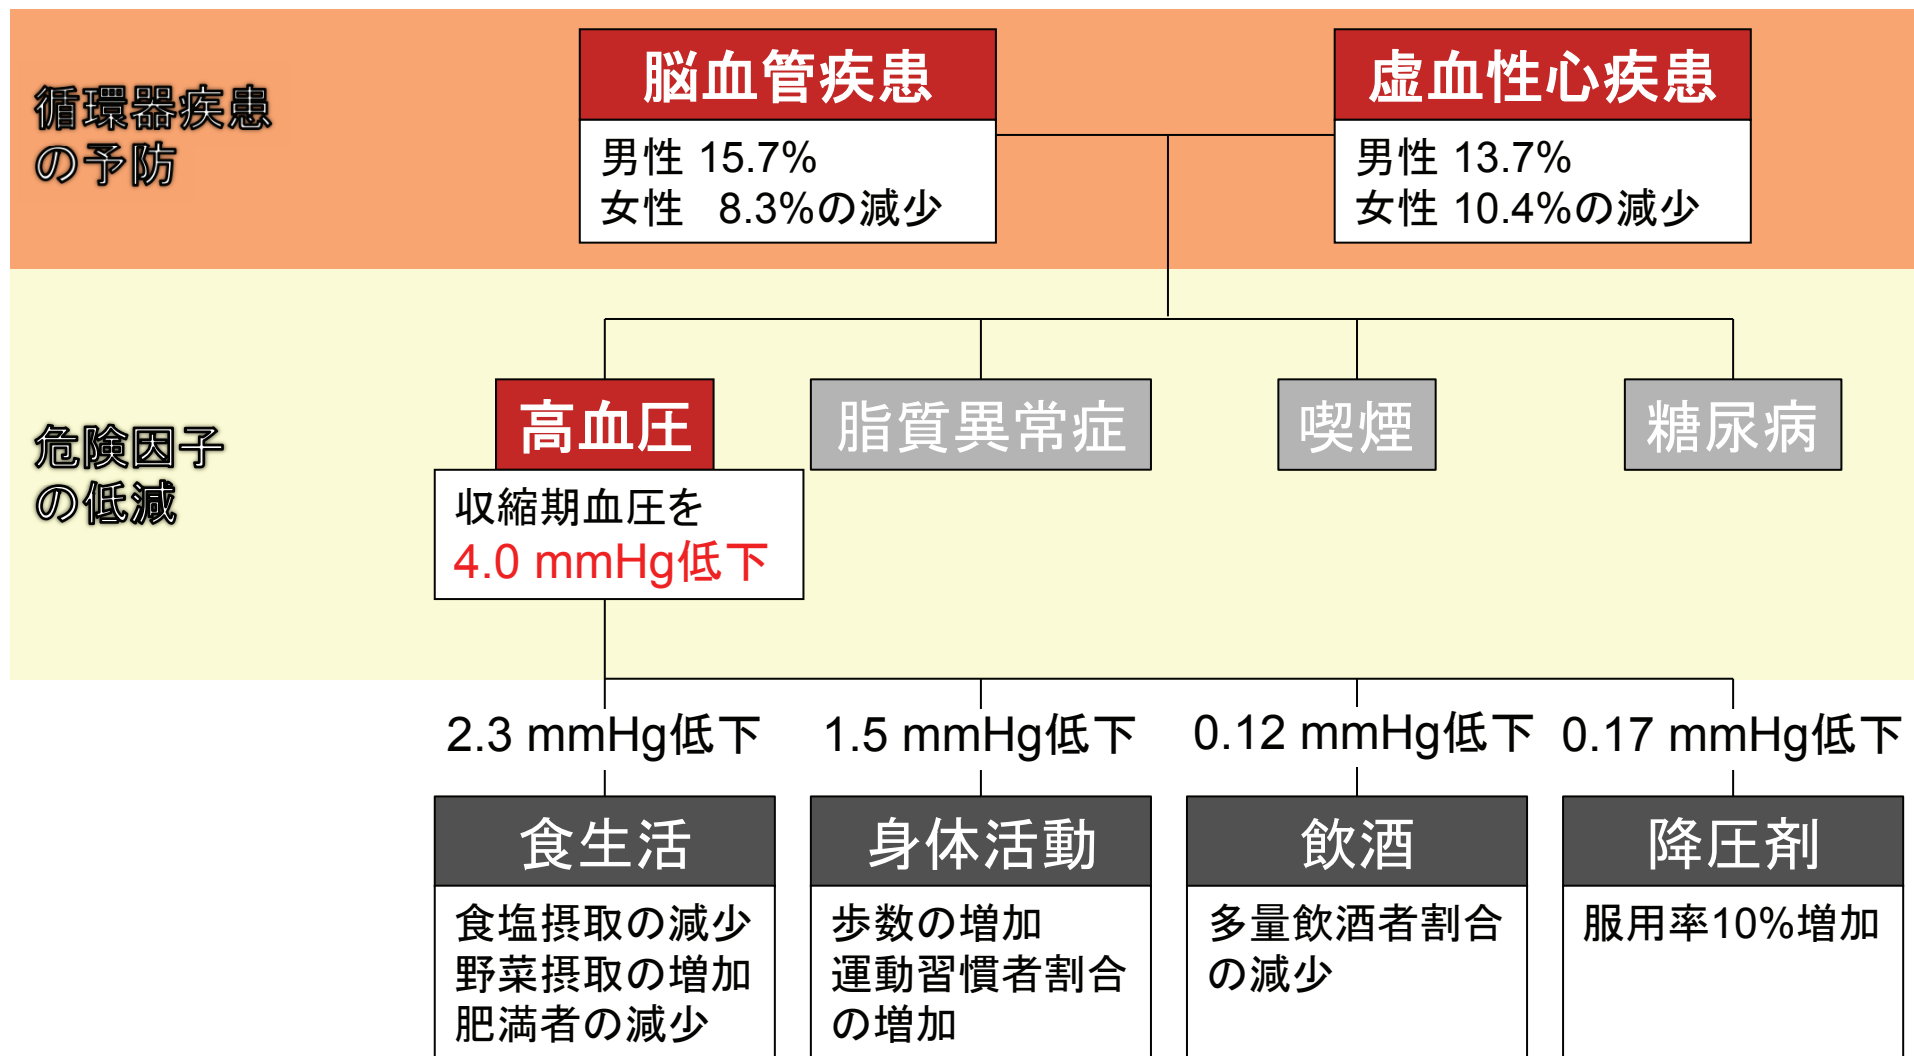 循環器疾患
の予防
脳血管疾患
男性 15.7%
女性 8.3%の減少
虚血性心疾患
男性 13.7%
女性 10.4%の減少
危険因子
の低減
高血圧
収縮期血圧を
4.0 mmHg低下
脂質異常症
喫煙
糖尿病
2.3 mmHg低下
1.5 mmHg低下
0.12 mmHg低下
0.17 mmHg低下
食生活
食塩摂取の減少
野菜摂取の増加
肥満者の減少
身体活動
歩数の増加
運動習慣者割合
の増加
飲酒
多量飲酒者割合
の減少
降圧剤
服用率10%増加